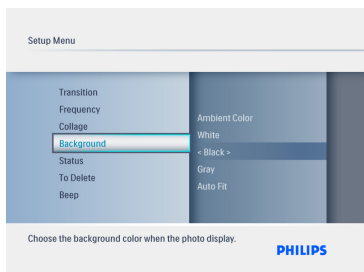 Setup Menu
Transition
Frequency
Collage
Background
Status
To Delete
Beep
Ambient Color
White
< Black >
Gray
Auto Fit
Choose the background color when the photo display.
PHILIPS